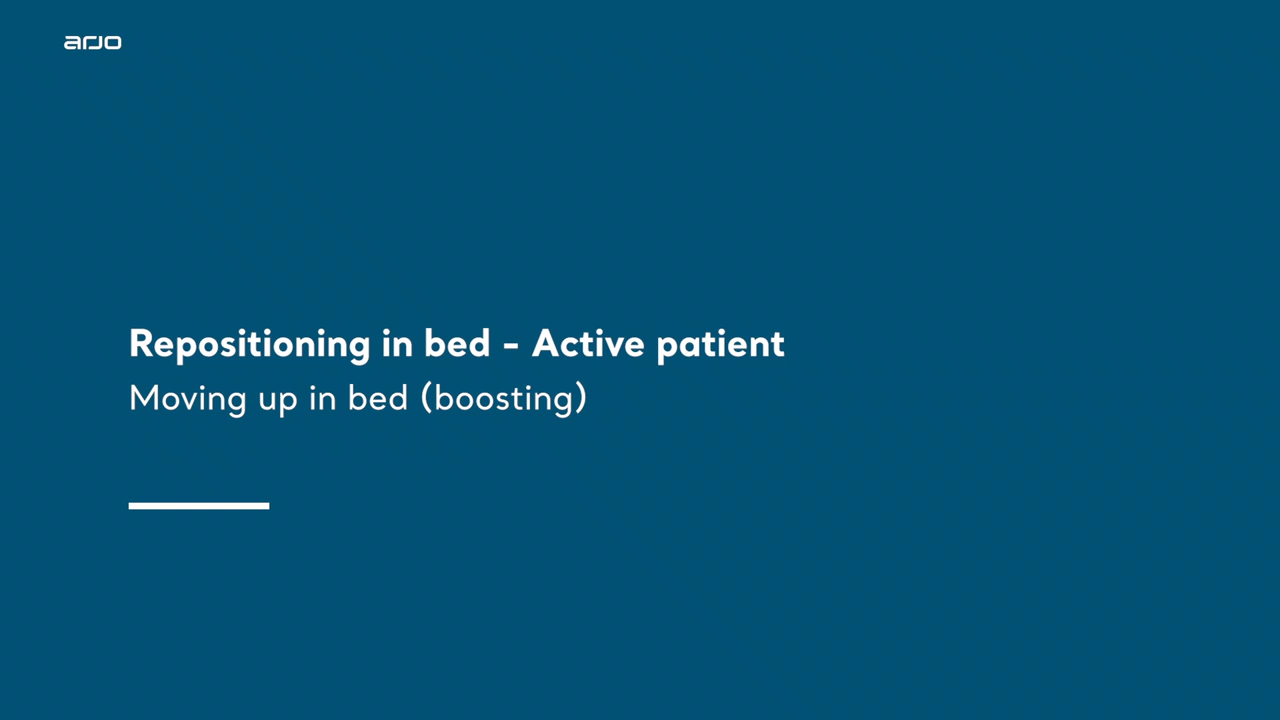 arjo
Repositioning in bed - Active patient
Moving up in bed (boosting)